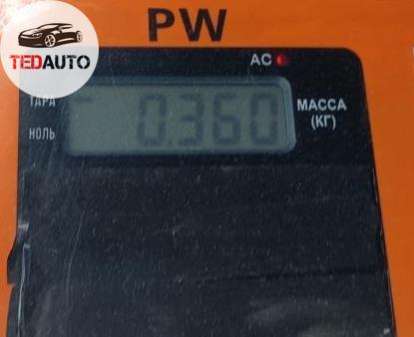 PW
TEDAUTO
AC
ТАРА
0.360
МАССА
(КГ)
НОЛЬ